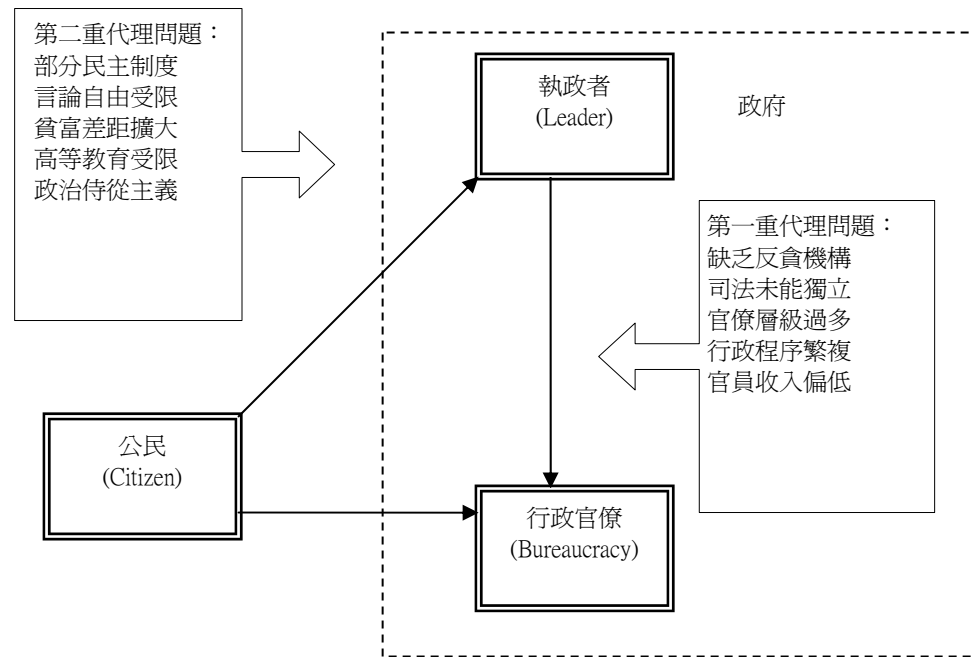 第二重代理問題：
部分民主制度
言論自由受限
貧富差距擴大
高等教育受限
政治侍從主義
執政者
(Leader)
政府
第一重代理問題：
缺乏反貪機構
司法未能獨立
官僚層級過多
行政程序繁複
官員收入偏低
公民
(Citizen)
行政官僚
(Bureaucracy)